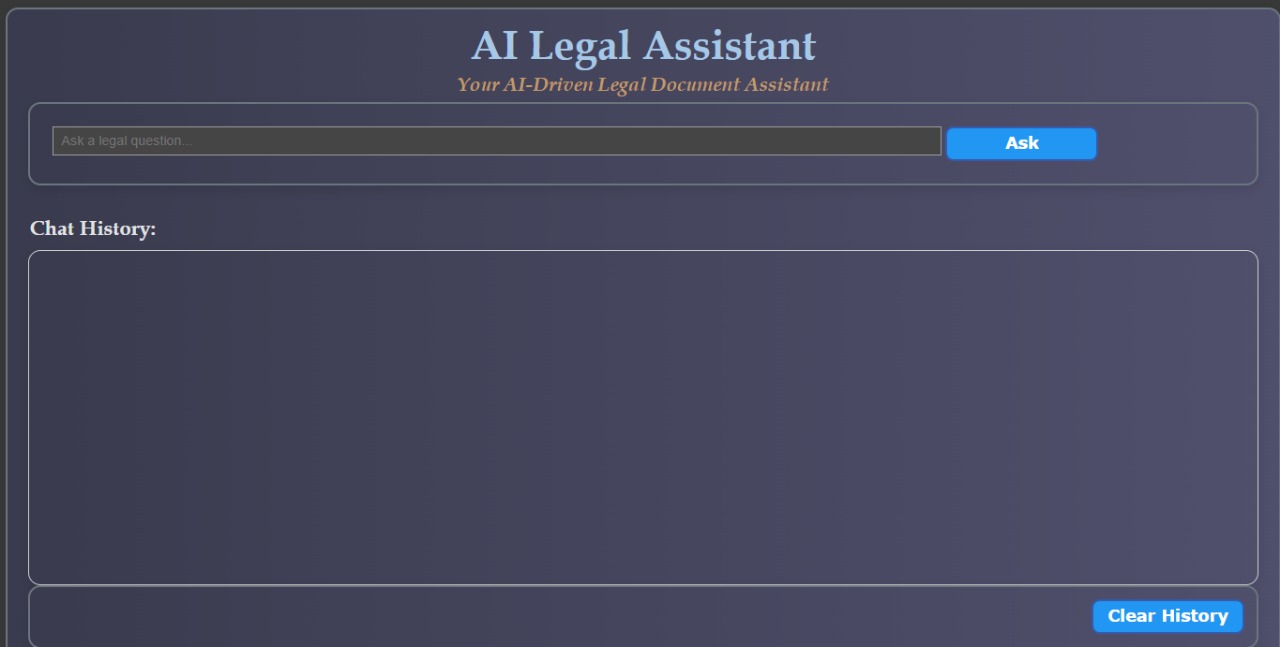 AI Legal Assistant
Your AI-Driven Legal Document Assistant
Ask a legal question...
Ask
Chat History:
Clear History